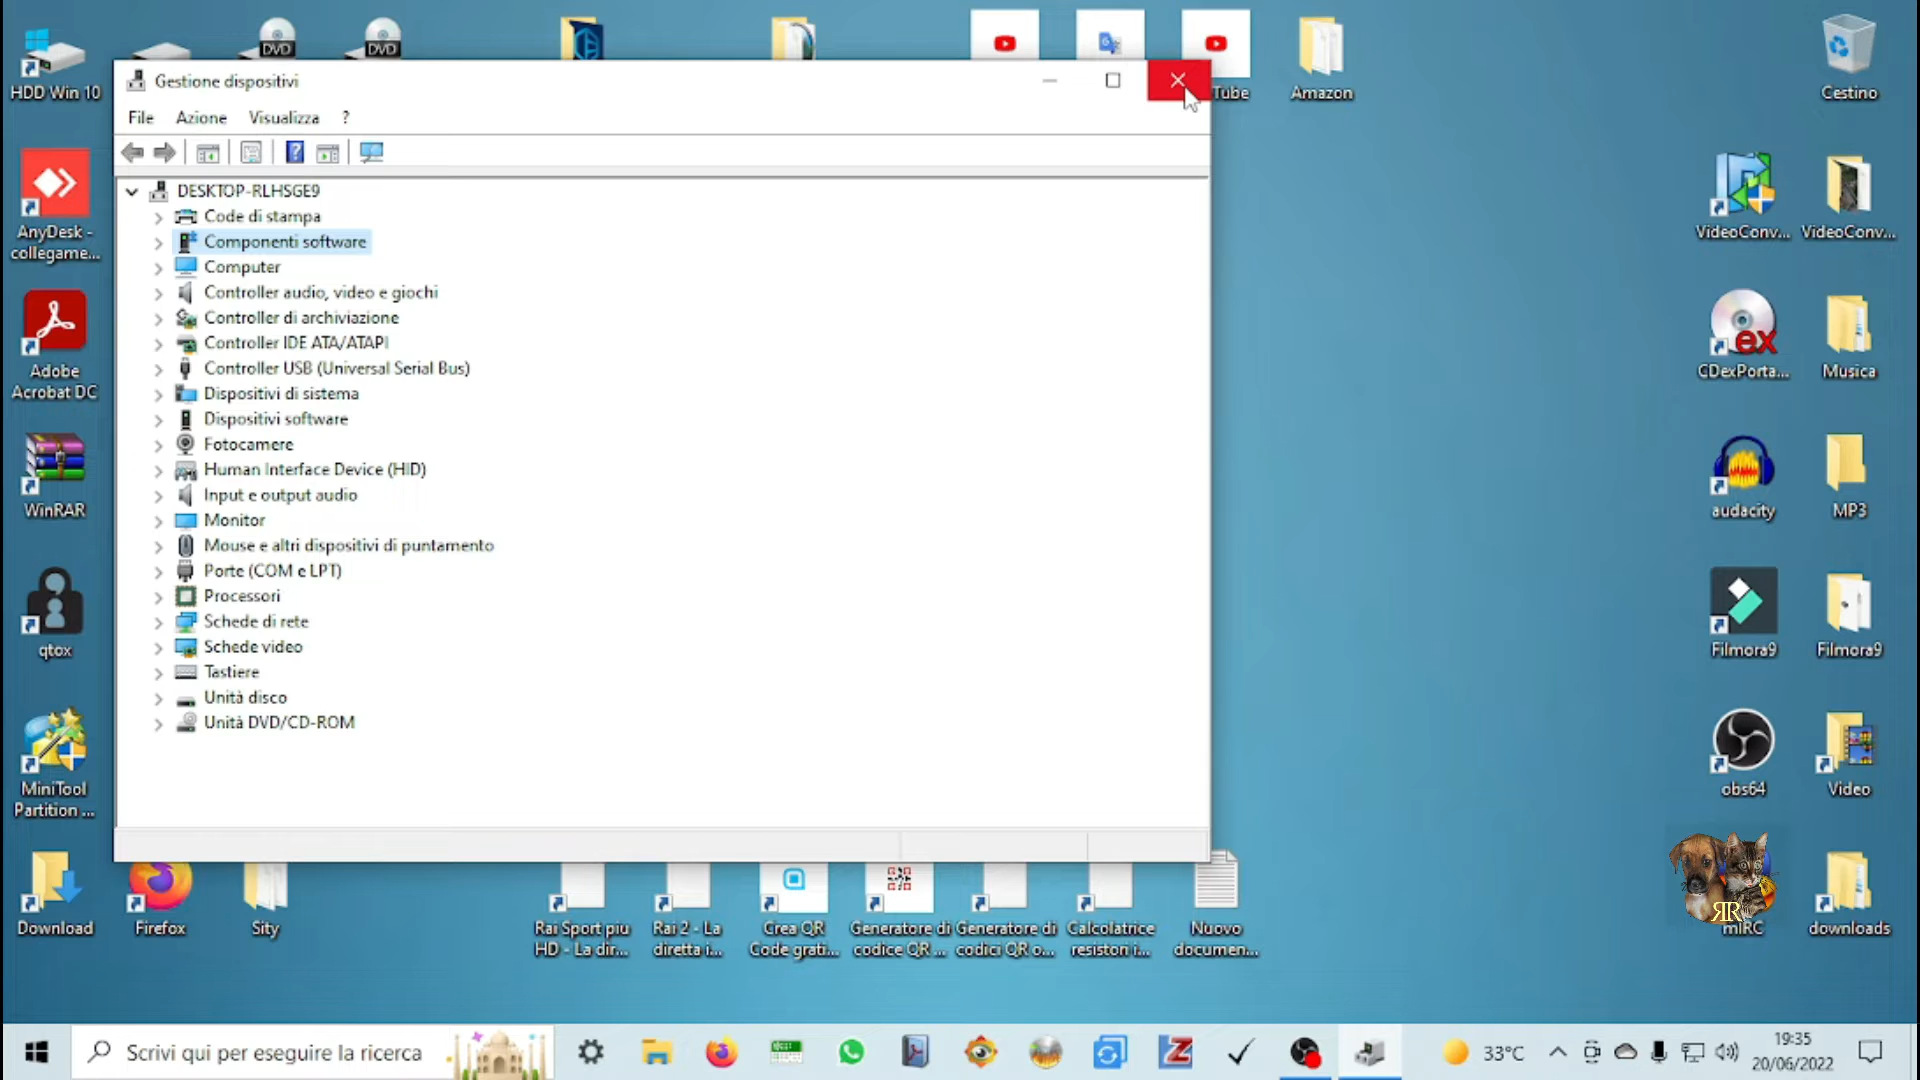 DVD
DVD
HDD Win 10
Gestione dispositivi
Tube
Amazon
Cestino
File Azione Visualizza ?
DESKTOP-RLHSGE9
Code di stampa
Componenti software
Computer
Controller audio, video e giochi
Controller di archiviazione
Controller IDE ATA/ATAPI
Controller USB (Universal Serial Bus)
Dispositivi di sistema
Dispositivi software
Fotocamere
Human Interface Device (HID)
Input e output audio
Monitor
Mouse e altri dispositivi di puntamento
Porte (COM e LPT)
Processori
Schede di rete
Schede video
Tastiere
Unità disco
Unità DVD/CD-ROM
AnyDesk -
collegame...
Adobe
Acrobat DC
WinRAR
qtox
MiniTool
Partition ...
Download
Firefox
Sity
VideoConv...
VideoConv...
ex
CDexPorta...
Musica
audacity
MP3
Filmora9
Filmora9
obs64
Video
RR
mIRC
downloads
Rai Sport piu
HD - La dir...
Rai 2 - La
diretta i...
Crea QR
Code grati...
Generatore di
codice QR ...
Generatore di
codici QR o...
Calcolatrice
resistori i...
Nuovo
documen...
Scrivi qui per eseguire la ricerca
Z
33°C
19:35
20/06/2022